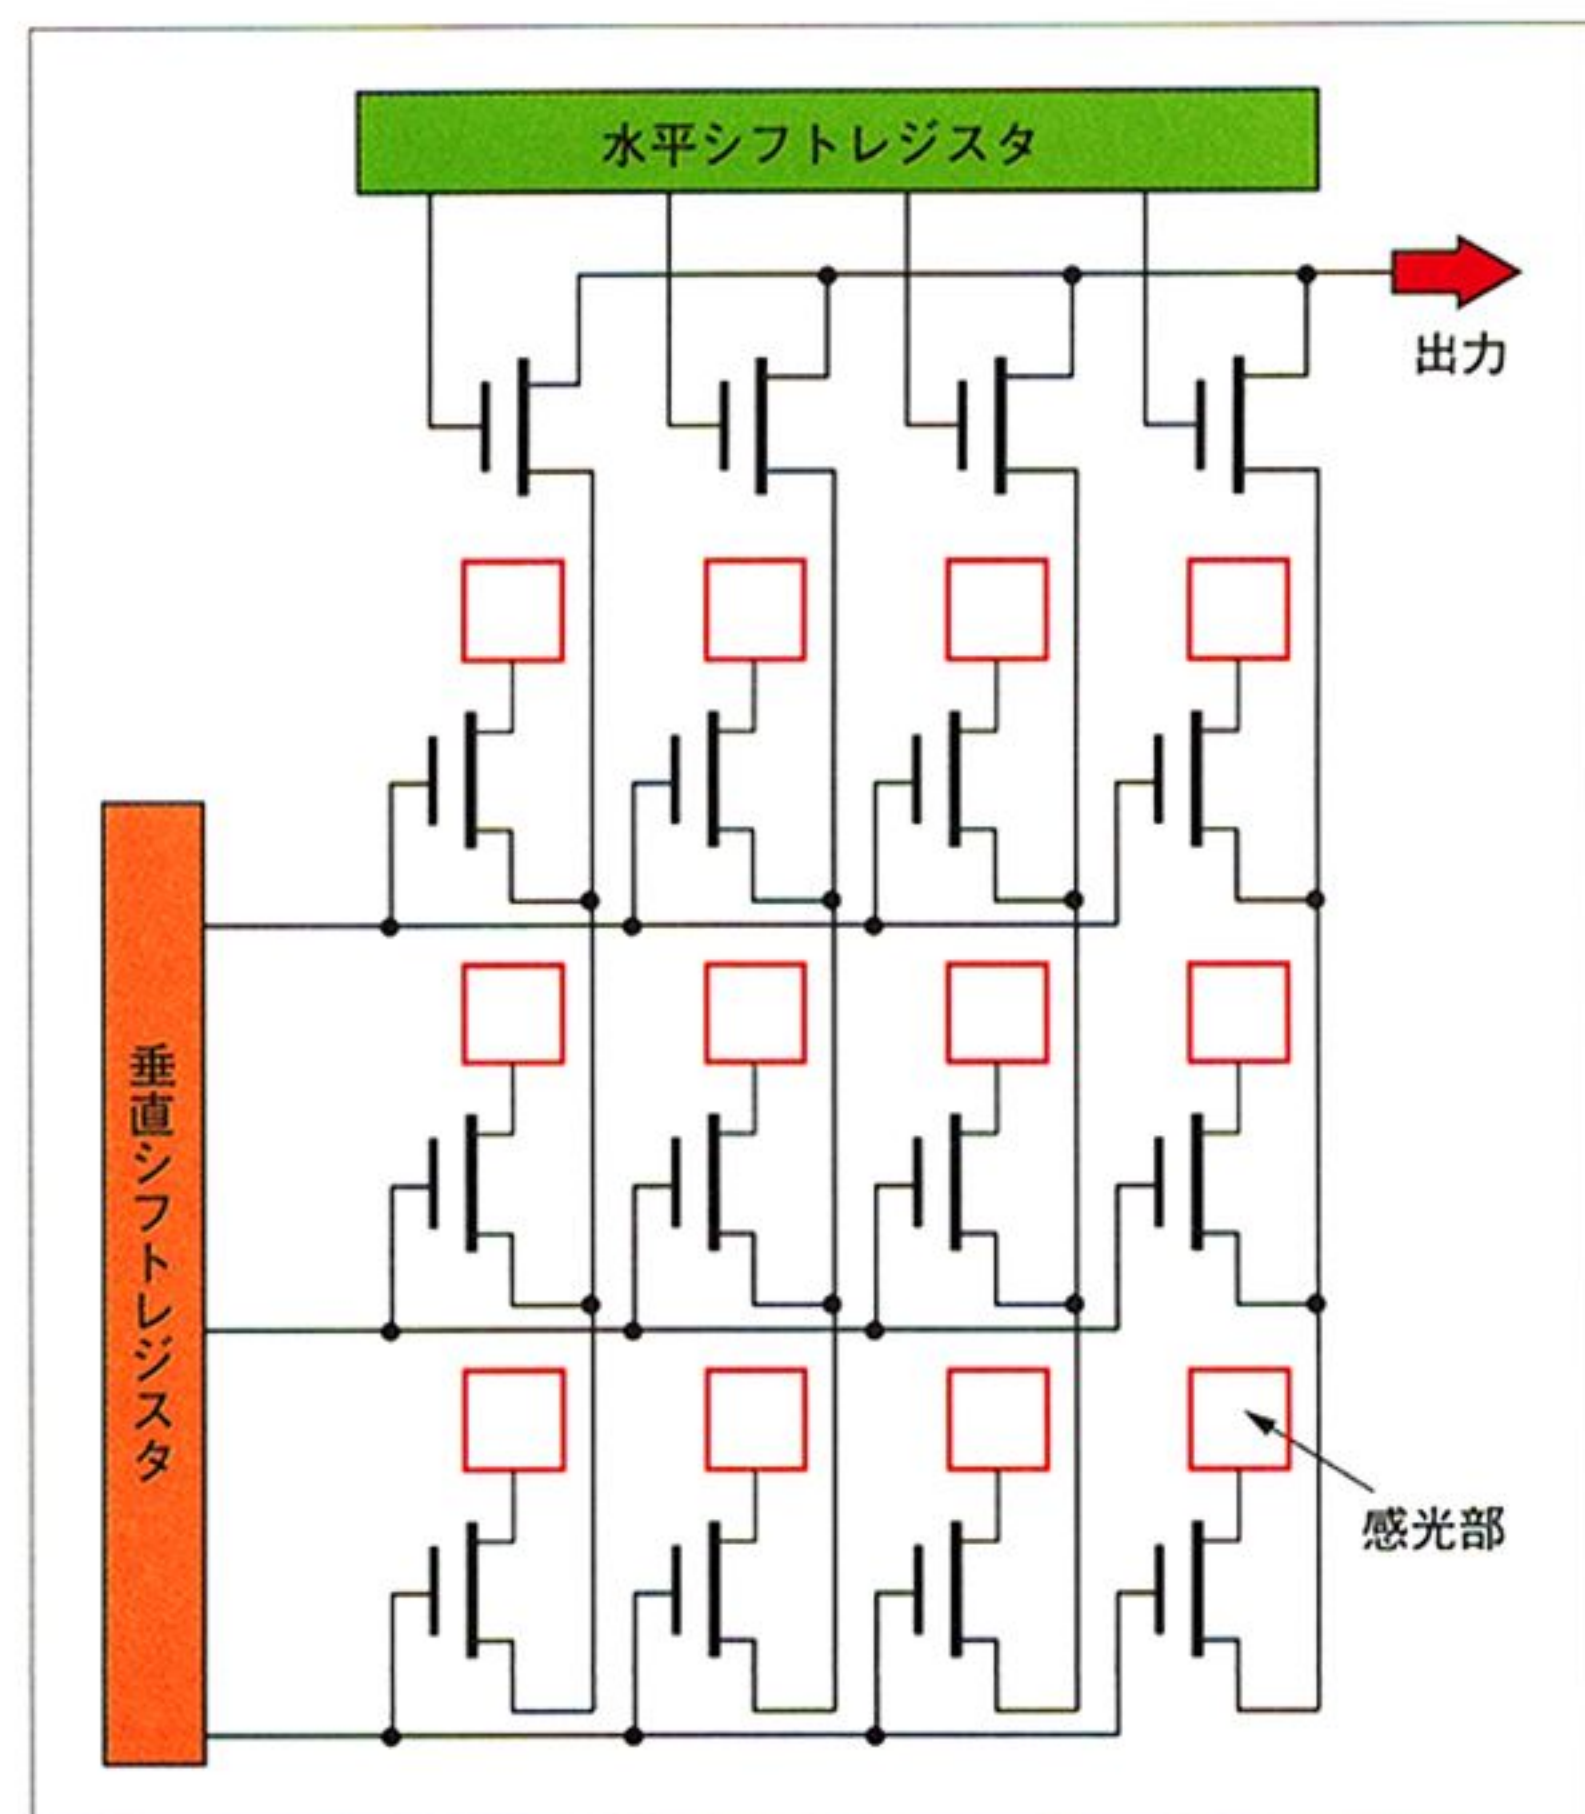 水平シフトレジスタ
出力
垂直シフトレジスタ
感光部